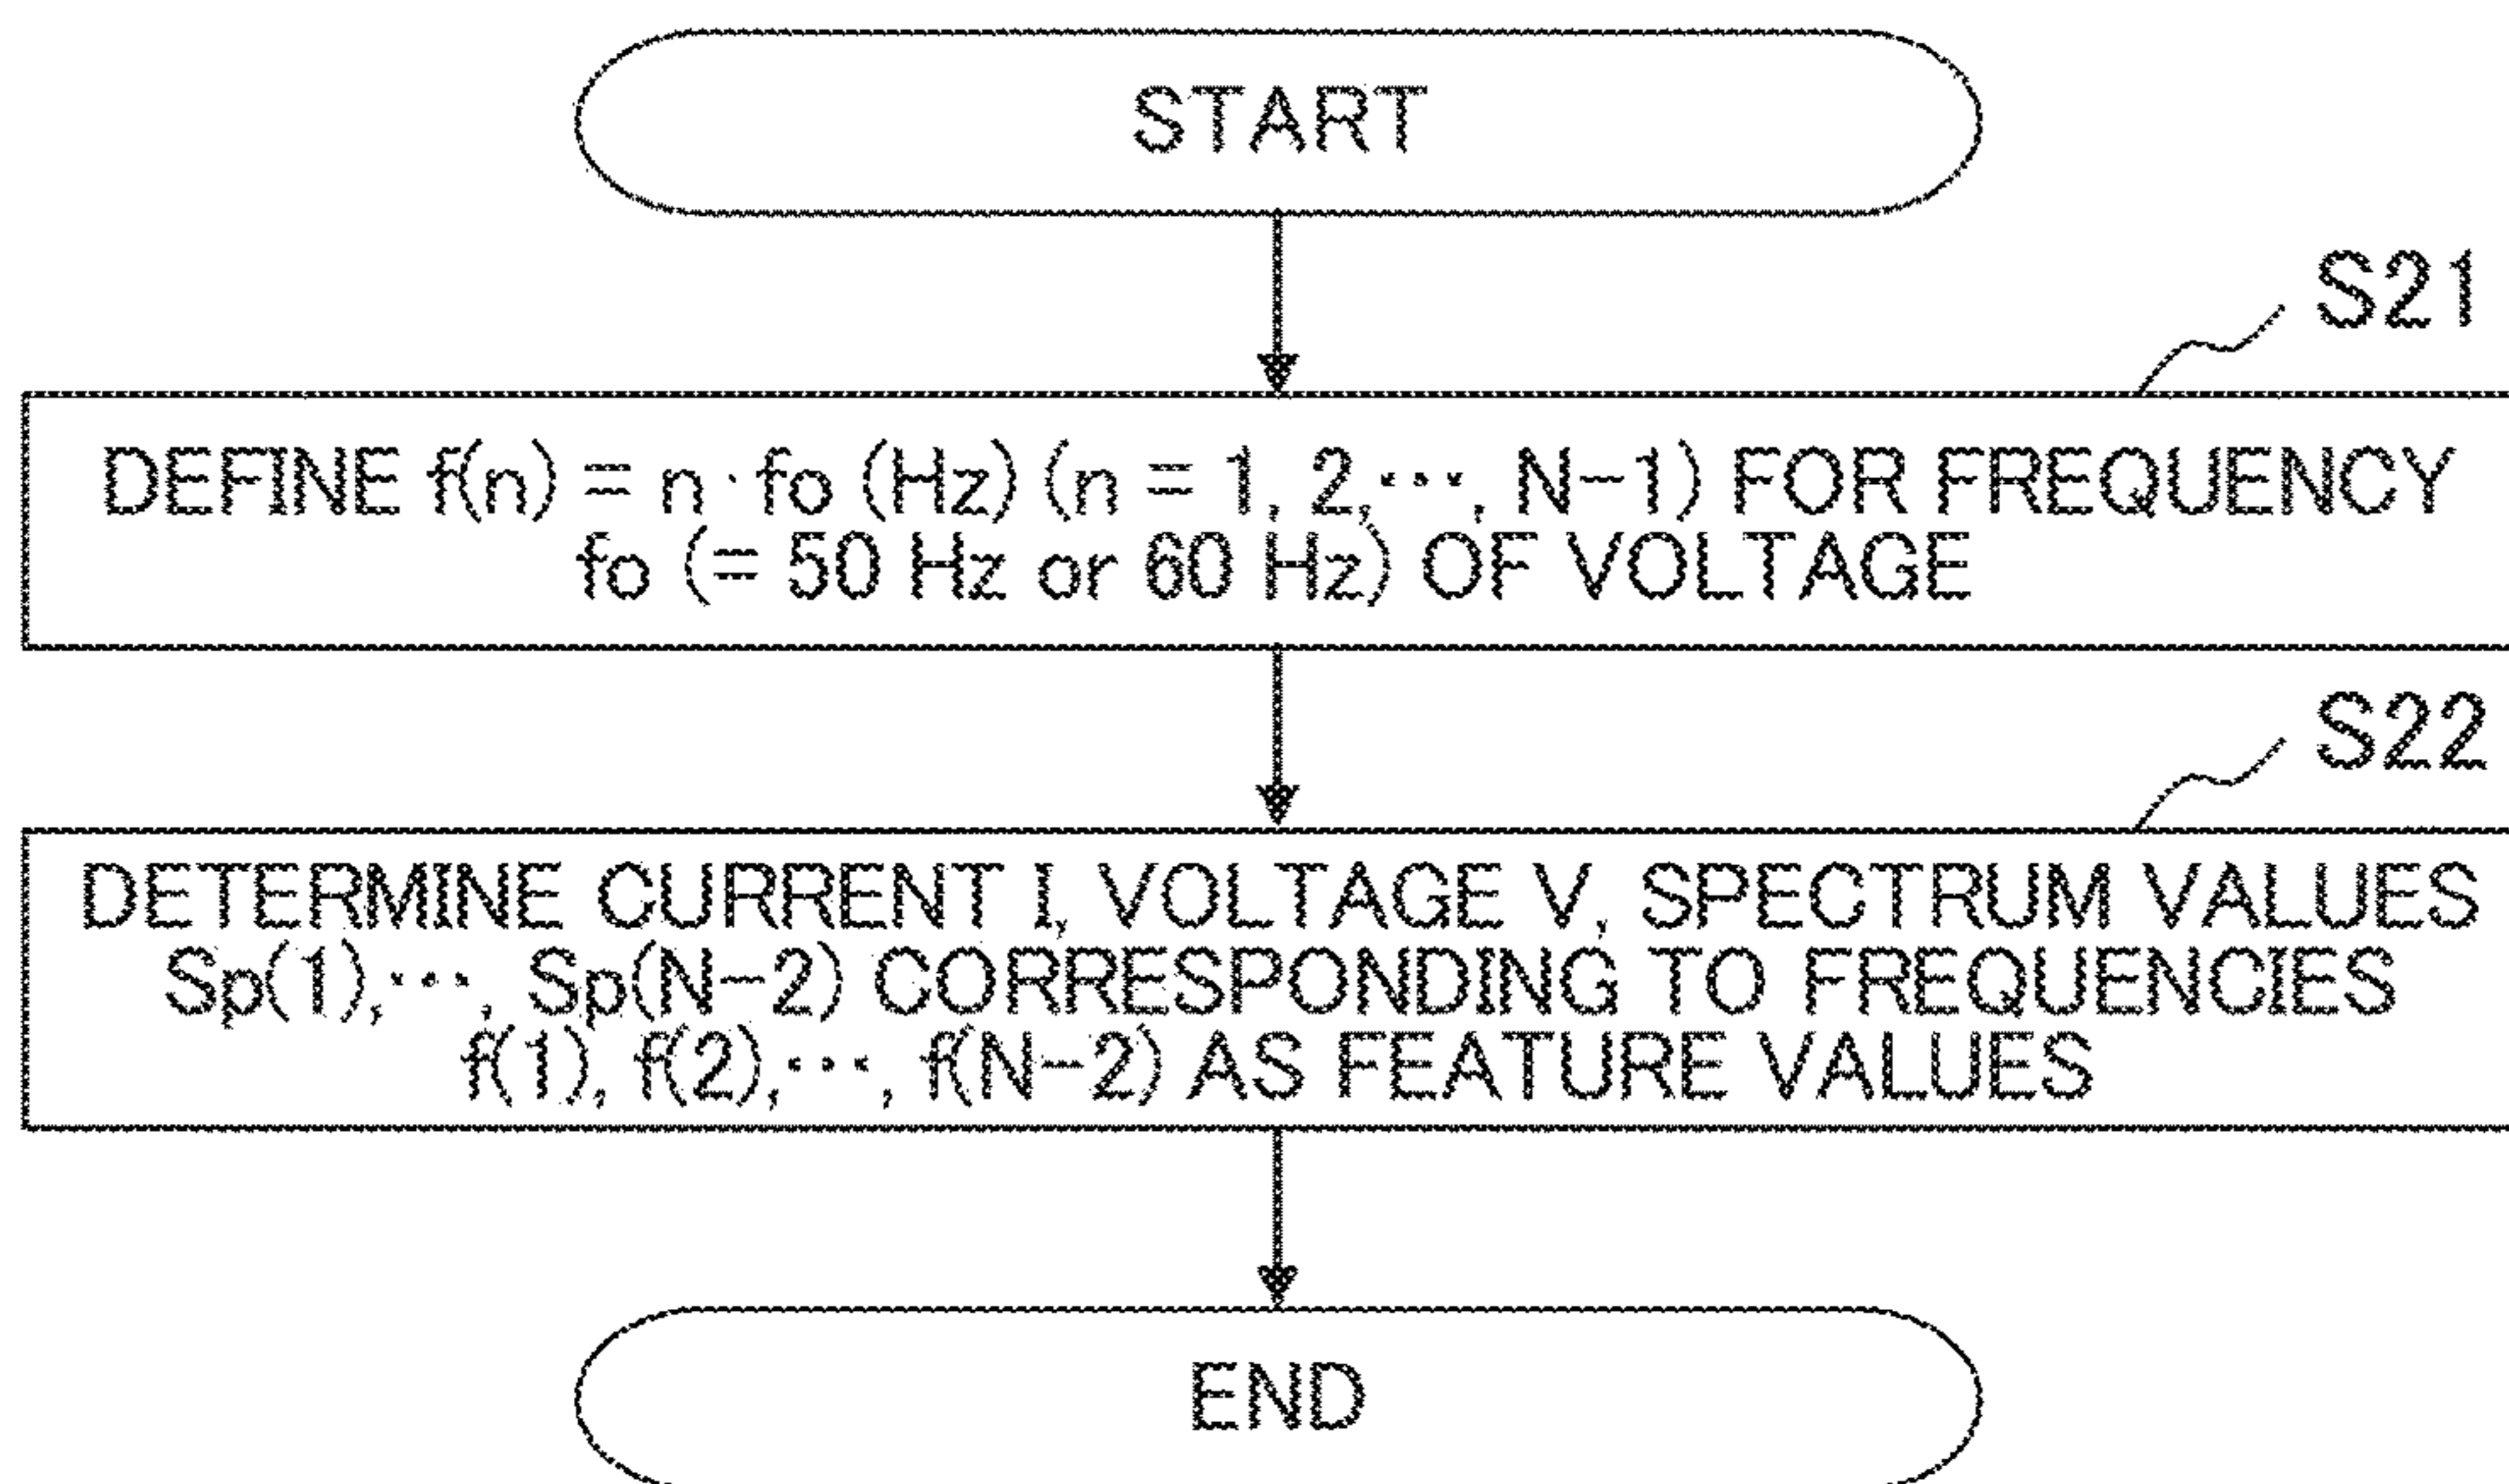 START
S21
DEFINE f(n) = n · fo (Hz) (n = 1, 2,···, N-1) FOR FREQUENCY
fo (= 50 Hz or 60 Hz) OF VOLTAGE
S22
DETERMINE CURRENT I, VOLTAGE V, SPECTRUM VALUES
Sp(1),···, Sp(N-2) CORRESPONDING TO FREQUENCIES
f(1), f(2),···, f(N-2) AS FEATURE VALUES
END